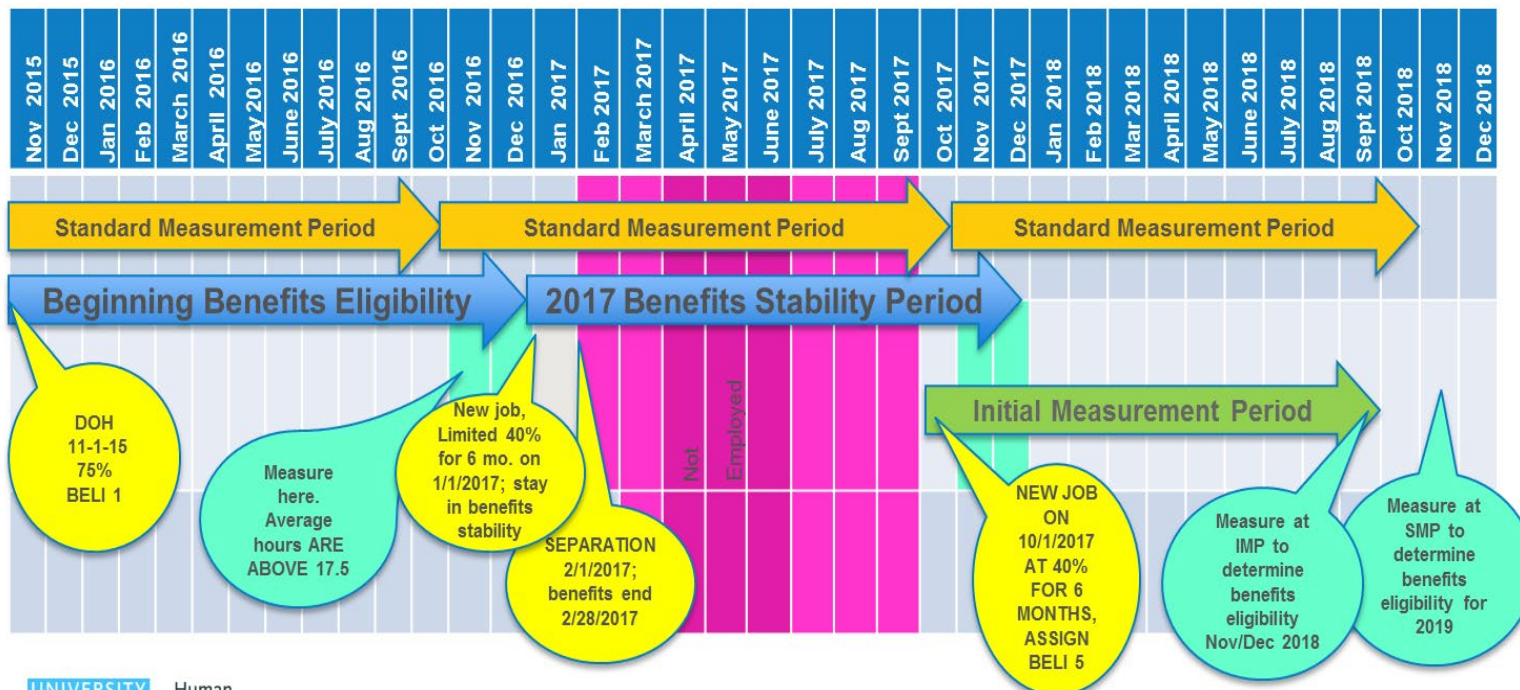 Nov 2015
Dec 2015
Jan 2016
Feb 2016
March 2016
April 2016
May 2016
June 2016
July 2016
Aug 2016
Sept 2016
Oct 2016
Nov 2016
Dec 2016
Jan 2017
Feb 2017
March 2017
April 2017
May 2017
June 2017
July 2017
Aug 2017
Sept 2017
Oct 2017
Nov 2017
Dec 2017
Jan 2018
Feb 2018
Mar 2018
April 2018
May 2018
June 2018
July 2018
Aug 2018
Sept 2018
Oct 2018
Nov 2018
Dec 2018
Standard Measurement Period
Standard Measurement Period
Standard Measurement Period
Beginning Benefits Eligibility
2017 Benefits Stability Period
Initial Measurement Period
Not
Employed
DOH
11-1-15
75%
BELI 1
Measure
here.
Average
hours ARE
ABOVE 17.5
New job,
Limited 40%
for 6 mo. on
1/1/2017; stay
in benefits
stability
SEPARATION
2/1/2017;
benefits end
2/28/2017
NEW JOB
ON
10/1/2017
AT 40%
FOR 6
MONTHS,
ASSIGN
BELI 5
Measure at
IMP to
determine
benefits
eligibility
Nov/Dec 2018
Measure at
SMP to
determine
benefits
eligibility for
2019
UNIVERSITY
Human